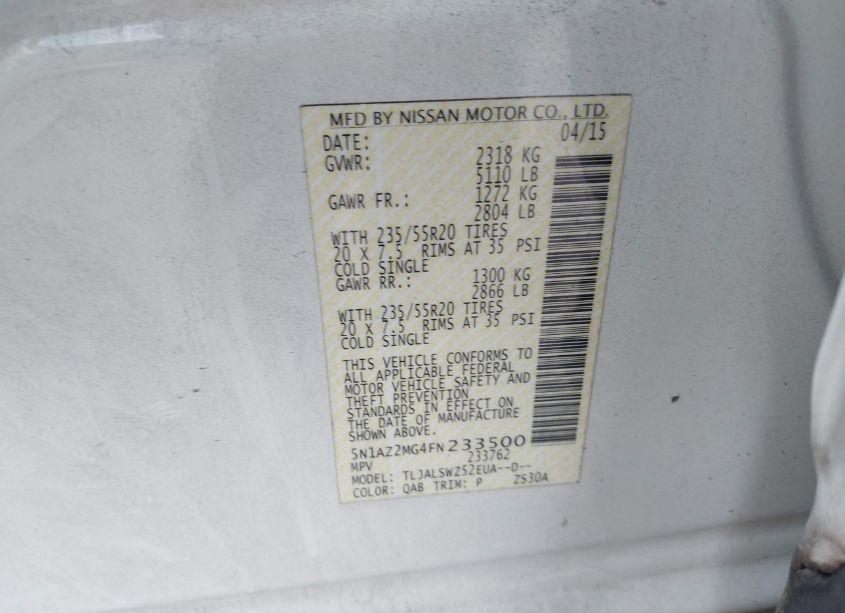 MFD BY NISSAN MOTOR CO., LTD.
DATE: 04/15
GVWR: 2318 KG
5110 LB
GAWR FR.: 1272 KG
2804 LB
WITH 235/55R20 TIRES
20 X 7.5 RIMS AT 35 PSI
COLD SINGLE
GAWR RR.: 1300 KG
2866 LB
WITH 235/55R20 TIRES
20 X 7.5 RIMS AT 35 PSI
COLD SINGLE
THIS VEHICLE CONFORMS TO
ALL APPLICABLE FEDERAL
MOTOR VEHICLE SAFETY AND
THEFT PREVENTION
STANDARDS IN EFFECT ON
THE DATE OF MANUFACTURE
SHOWN ABOVE.
5N1AZ2MG4FN233500
MPV 233762
MODEL: TLJALSWZ52EUA--D--
COLOR: QAB TRIM: P ZS30A